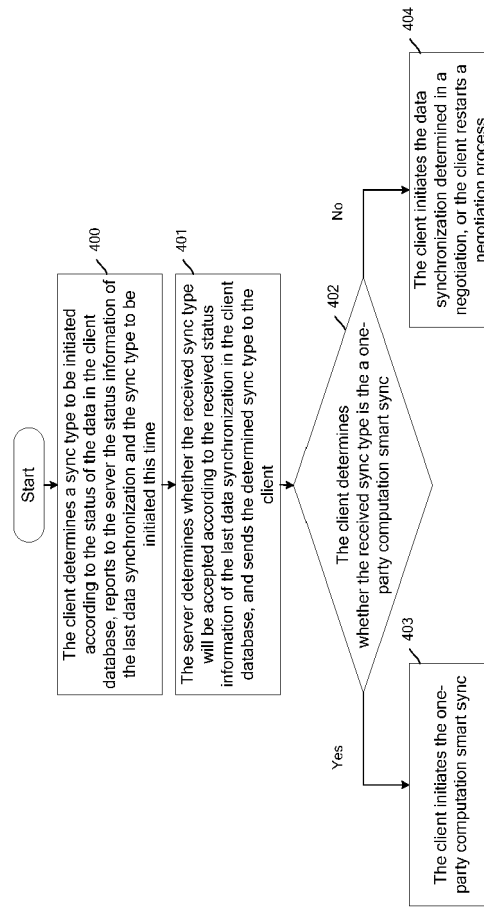 Start
400
The client determines a sync type to be initiated
according to the status of the data in the client
database, reports to the server the status information of
the last data synchronization and the sync type to be
initiated this time
401
The server determines whether the received sync type
will be accepted according to the received status
information of the last data synchronization in the client
database, and sends the determined sync type to the
client
402
The client determines
whether the received sync type is the a one-
party computation smart sync
Yes
No
403
The client initiates the one-
party computation smart sync
404
The client initiates the data
synchronization determined in a
negotiation, or the client restarts a
negotiation process